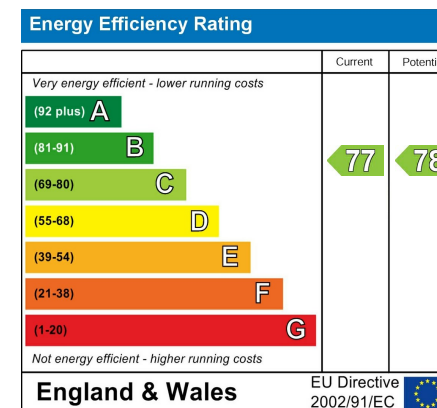 Energy Efficiency Rating
Current Potenti
Very energy efficient - lower running costs
(92 plus) A
(81-91) B
77 78
(69-80) C
(55-68) D
(39-54) E
(21-38) F
(1-20) G
Not energy efficient - higher running costs
England & Wales
EU Directive
2002/91/EC